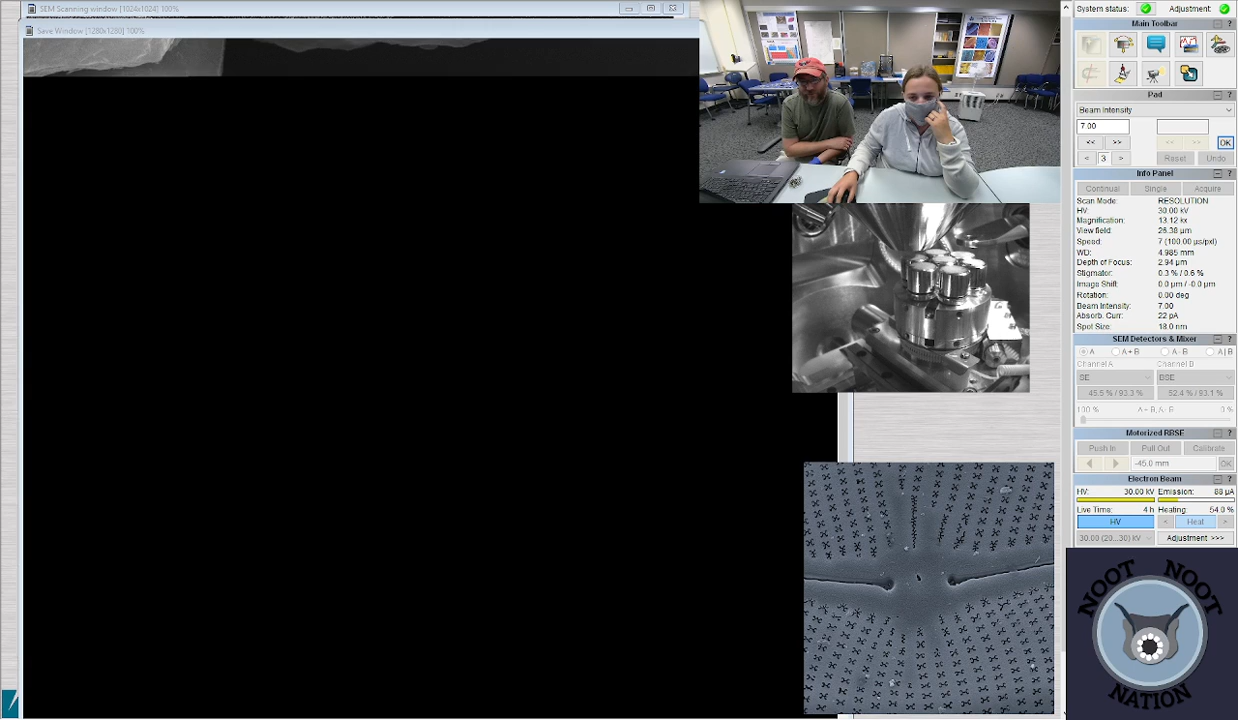 SEM Scanning window [1024x1024] 100%
Save Window [1280x1280] 100%
System status: Adjustment:
Main Toolbar
Pad
Beam Intensity
7.00
<< >> << >> OK
< 3 > Reset Undo
Info Panel
Continual Single Acquire
Scan Mode: RESOLUTION
HV: 30.00 kV
Magnification: 13.12 kx
View field: 26.38 µm
Speed: 7 (100.00 µs/pxl)
WD: 4.985 mm
Depth of Focus: 2.94 µm
Stigmator: 0.3 % / 0.6 %
Image Shift: 0.0 µm / -0.0 µm
Rotation: 0.00 deg
Beam Intensity: 7.00
Absorb. Curr: 22 pA
Spot Size: 18.0 nm
SEM Detectors & Mixer
A A+B A-B A|B
Channel A Channel B
SE BSE
45.5 % / 93.3 % 52.4 % / 93.1 %
100 % A+B, A-B 0 %
Motorized RBSE
Push In Pull Out Calibrate
-45.0 mm OK
Electron Beam
HV: 30.00 kV Emission: 88 µA
Live Time: 4 h Heating: 54.0 %
HV < Heat >
30.00 (20...30) kV Adjustment >>>
NOOT NOOT
NATION